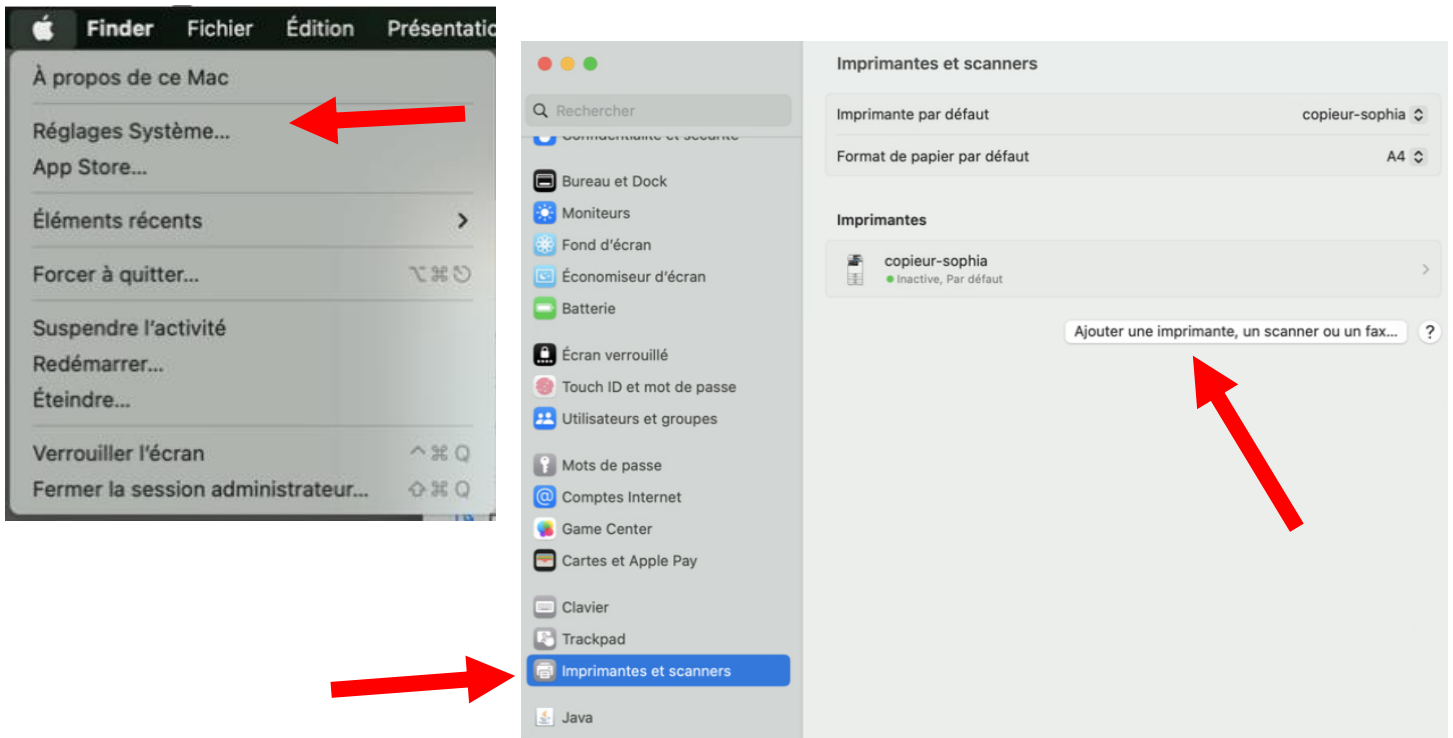 Finder Fichier Édition Présentatio
À propos de ce Mac
Réglages Système...
App Store...
Éléments récents
Forcer à quitter... ⌥⌘⎋
Suspendre l'activité
Redémarrer...
Éteindre...
Verrouiller l'écran ^⌘Q
Fermer la session administrateur... ⇧⌘Q
Rechercher
Confidentialité et sécurité
Bureau et Dock
Moniteurs
Fond d'écran
Économiseur d'écran
Batterie
Écran verrouillé
Touch ID et mot de passe
Utilisateurs et groupes
Mots de passe
Comptes Internet
Game Center
Cartes et Apple Pay
Clavier
Trackpad
Imprimantes et scanners
Java
Imprimantes et scanners
Imprimante par défaut copieur-sophia
Format de papier par défaut A4
Imprimantes
copieur-sophia
Inactive, Par défaut
Ajouter une imprimante, un scanner ou un fax... ?